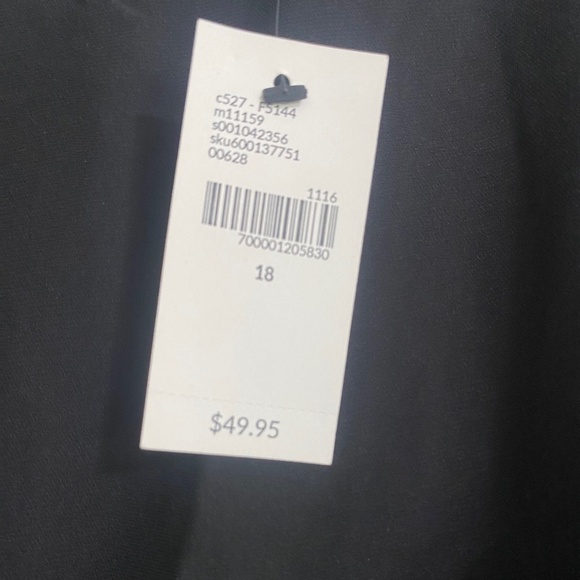 c527 - F5144
m11159
s001042356
sku600137751
00628
1116
700001205830
18
$49.95